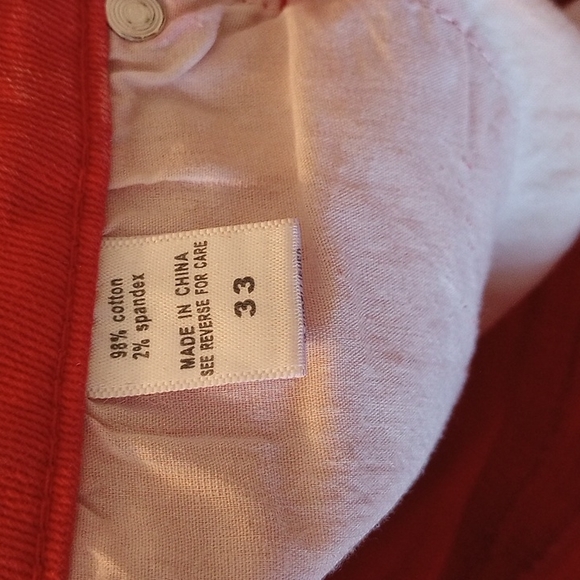 98% cotton
2% spandex
MADE IN CHINA
SEE REVERSE FOR CARE
33